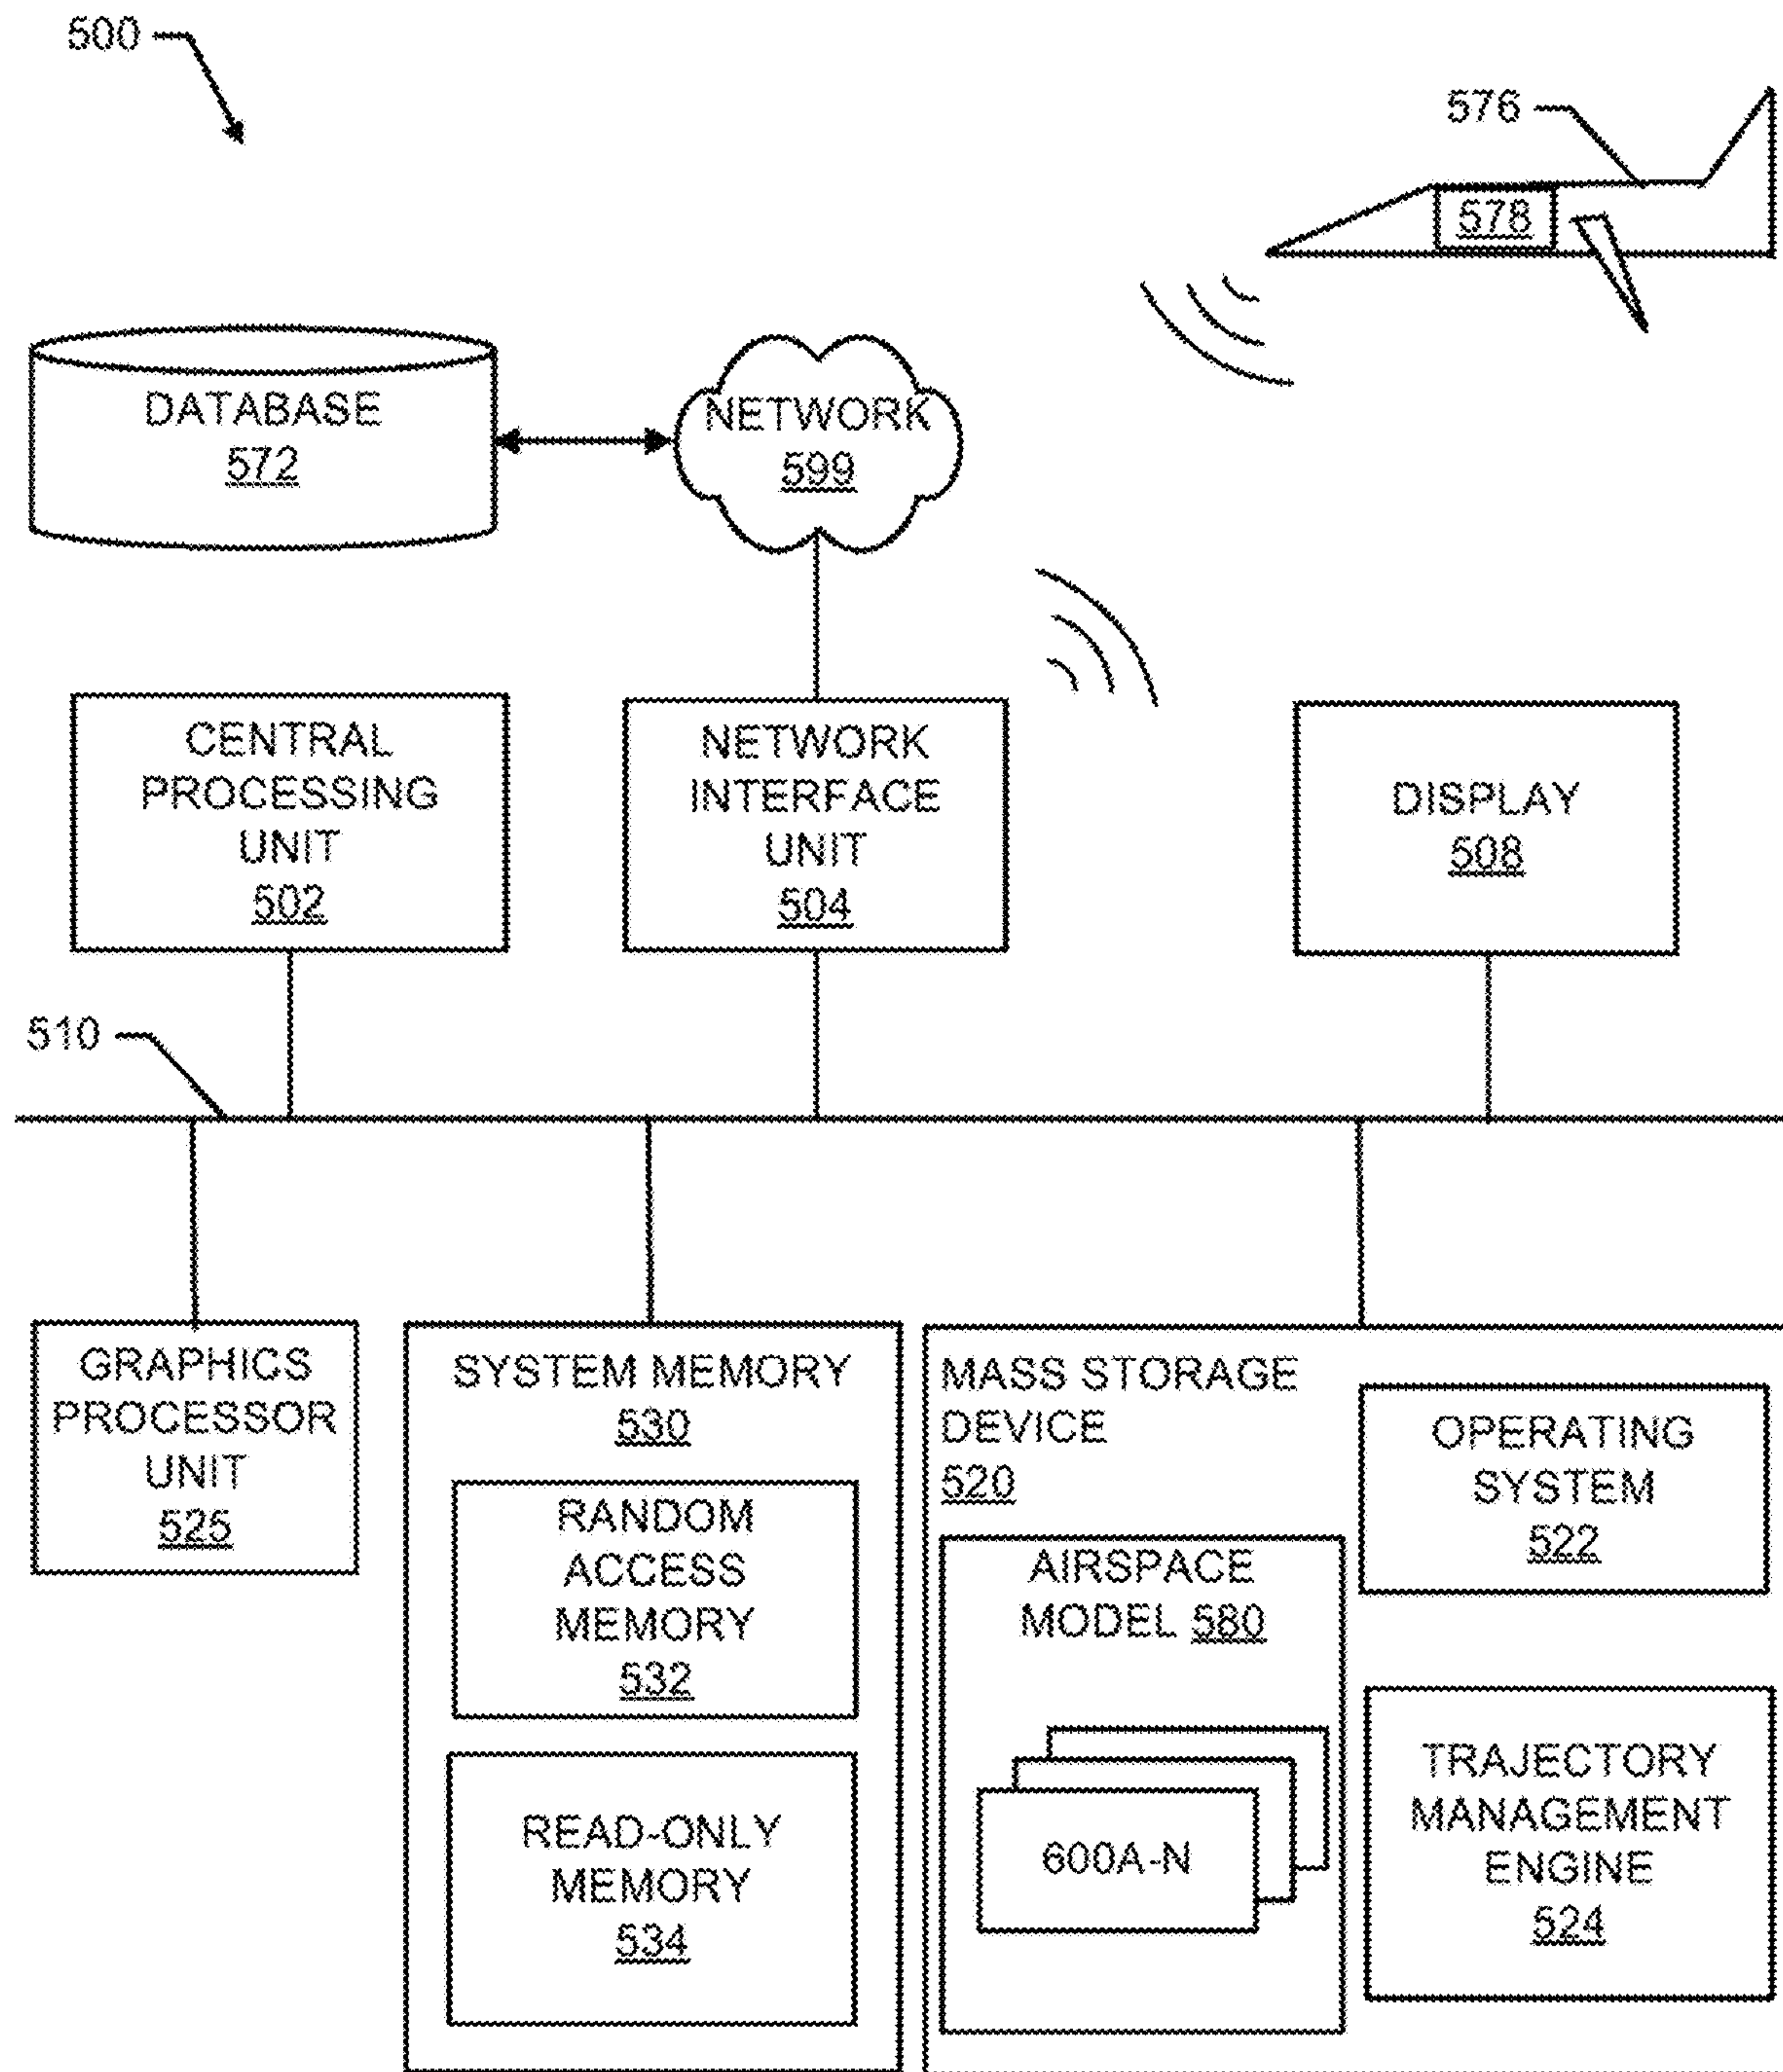 500
576
578
DATABASE
572
NETWORK
599
CENTRAL
PROCESSING
UNIT
502
NETWORK
INTERFACE
UNIT
504
DISPLAY
508
510
GRAPHICS
PROCESSOR
UNIT
525
SYSTEM MEMORY
530
RANDOM
ACCESS
MEMORY
532
READ-ONLY
MEMORY
534
MASS STORAGE
DEVICE
520
OPERATING
SYSTEM
522
AIRSPACE
MODEL 580
600A-N
TRAJECTORY
MANAGEMENT
ENGINE
524